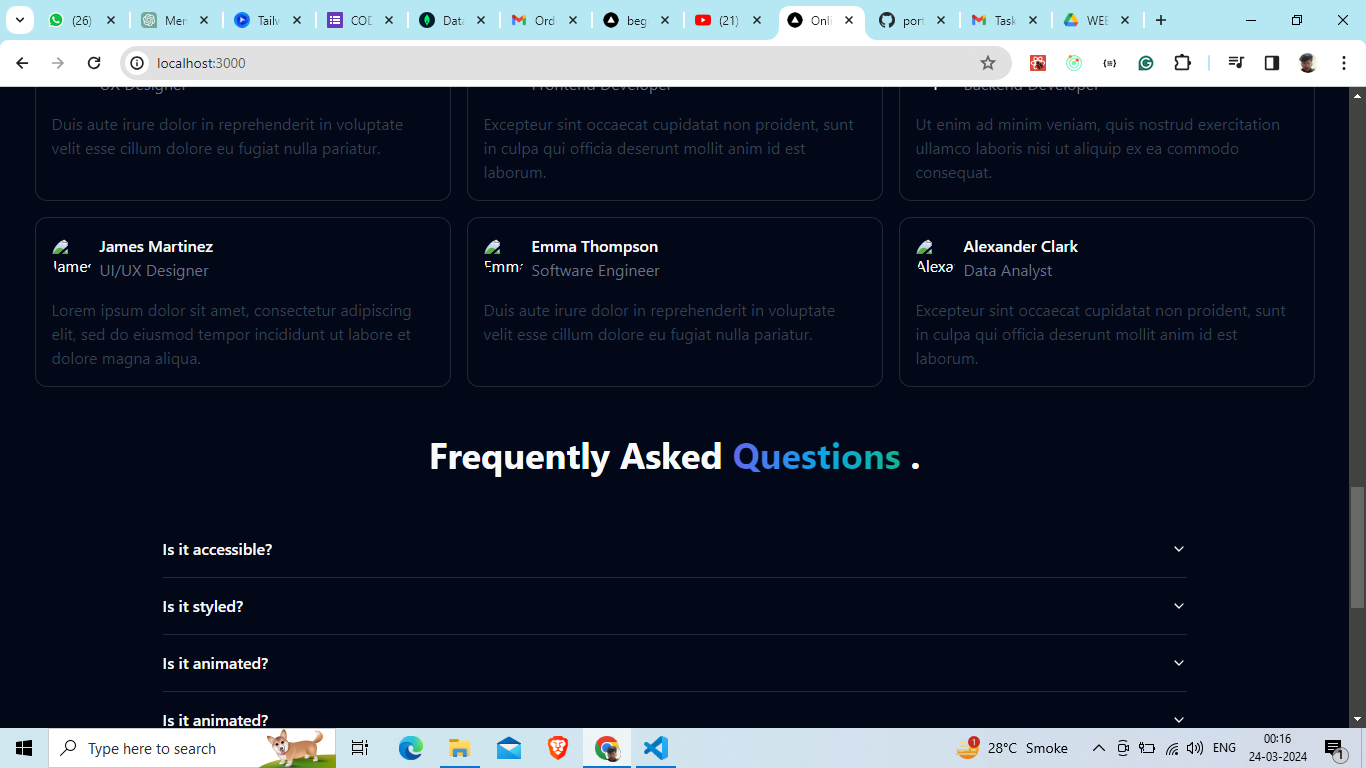 (26)
Mer
Tailw
COD
Data
Orde
beg
(21)
Onli
port
Task
WEB
localhost:3000
UX Designer
Frontend Developer
Backend Developer
Duis aute irure dolor in reprehenderit in voluptate
velit esse cillum dolore eu fugiat nulla pariatur.
Excepteur sint occaecat cupidatat non proident, sunt
in culpa qui officia deserunt mollit anim id est
laborum.
Ut enim ad minim veniam, quis nostrud exercitation
ullamco laboris nisi ut aliquip ex ea commodo
consequat.
James
James Martinez
UI/UX Designer
Lorem ipsum dolor sit amet, consectetur adipiscing
elit, sed do eiusmod tempor incididunt ut labore et
dolore magna aliqua.
Emma
Emma Thompson
Software Engineer
Duis aute irure dolor in reprehenderit in voluptate
velit esse cillum dolore eu fugiat nulla pariatur.
Alexa
Alexander Clark
Data Analyst
Excepteur sint occaecat cupidatat non proident, sunt
in culpa qui officia deserunt mollit anim id est
laborum.
Frequently Asked Questions .
Is it accessible?
Is it styled?
Is it animated?
Is it animated?
Type here to search
1
28°C Smoke
ENG
00:16
24-03-2024
1